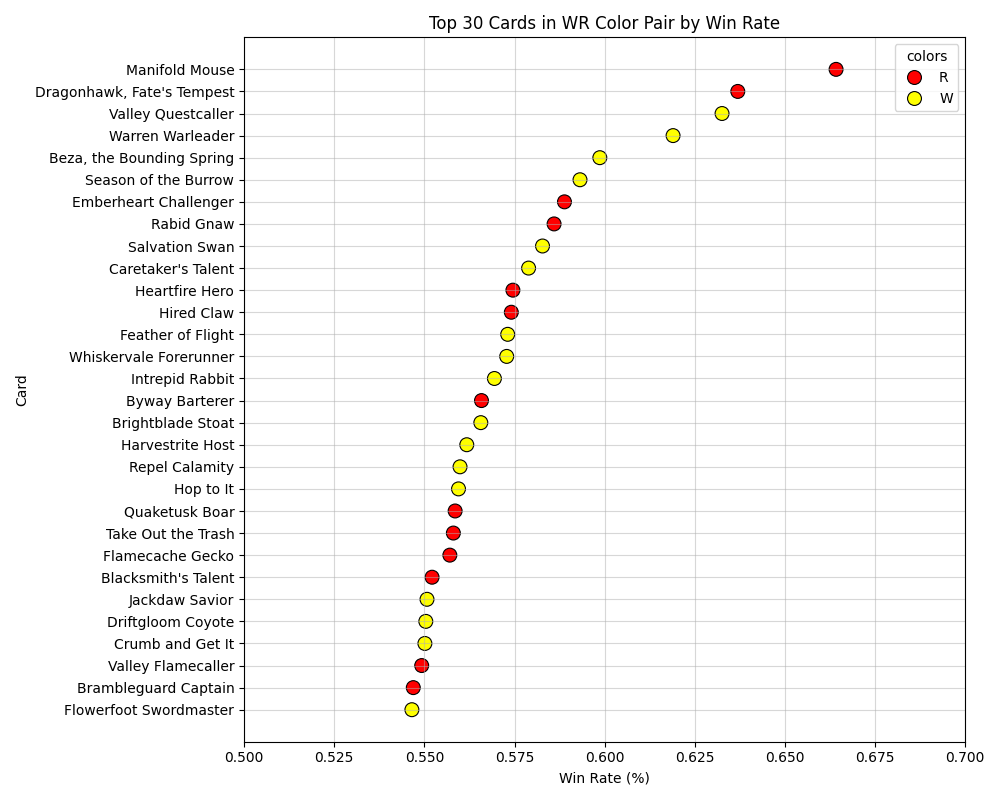 Top 30 Cards in WR Color Pair by Win Rate
colors
R
W
Card
Manifold Mouse
Dragonhawk, Fate's Tempest
Valley Questcaller
Warren Warleader
Beza, the Bounding Spring
Season of the Burrow
Emberheart Challenger
Rabid Gnaw
Salvation Swan
Caretaker's Talent
Heartfire Hero
Hired Claw
Feather of Flight
Whiskervale Forerunner
Intrepid Rabbit
Byway Barterer
Brightblade Stoat
Harvestrite Host
Repel Calamity
Hop to It
Quaketusk Boar
Take Out the Trash
Flamecache Gecko
Blacksmith's Talent
Jackdaw Savior
Driftgloom Coyote
Crumb and Get It
Valley Flamecaller
Brambleguard Captain
Flowerfoot Swordmaster
0.500 0.525 0.550 0.575 0.600 0.625 0.650 0.675 0.700
Win Rate (%)